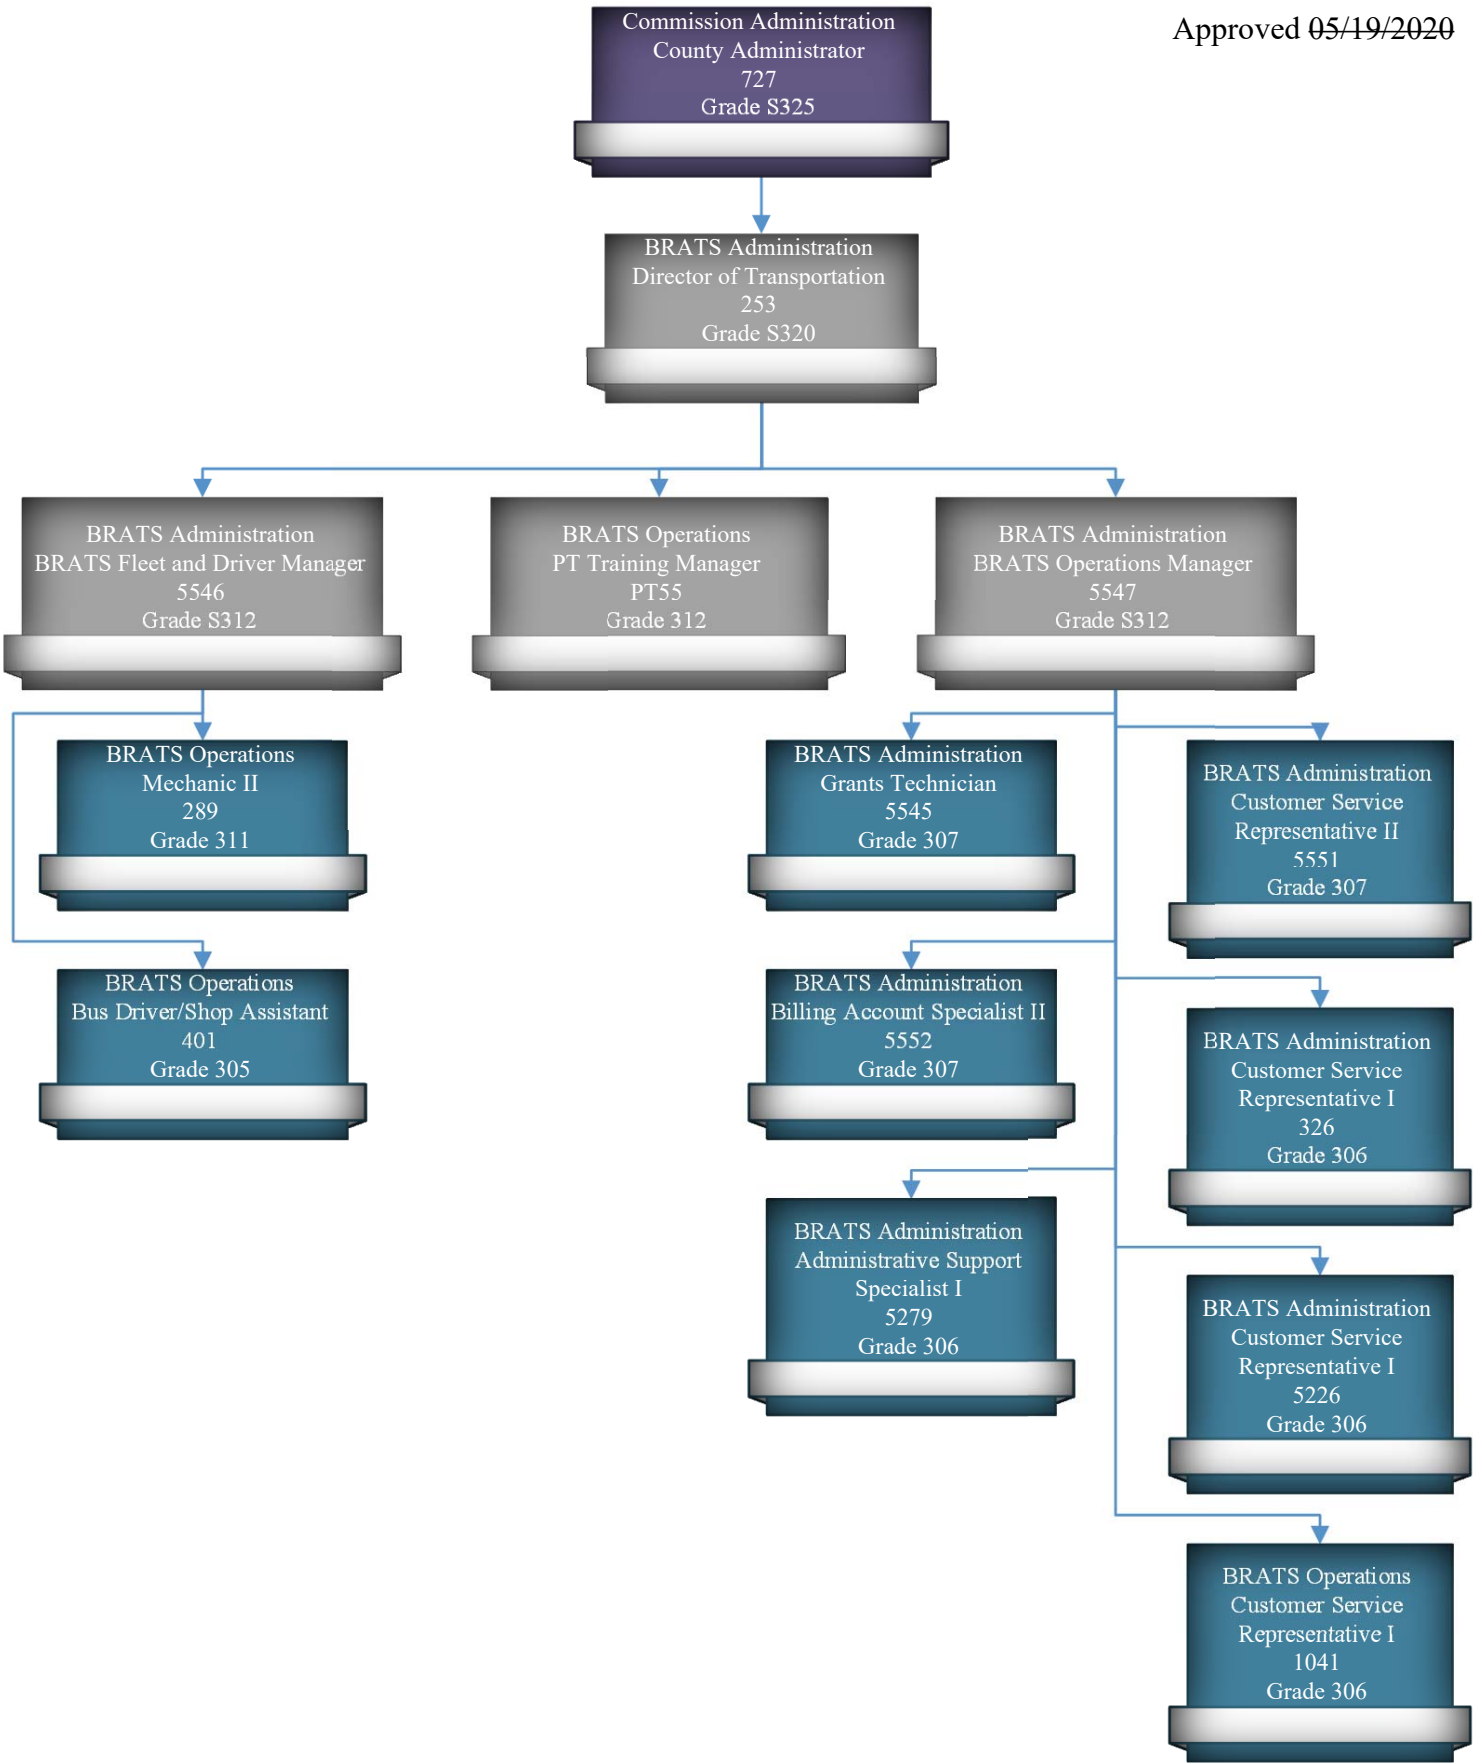 Approved 05/19/2020
Commission Administration
County Administrator
727
Grade S325
BRATS Administration
Director of Transportation
253
Grade S320
BRATS Administration
BRATS Fleet and Driver Manager
5546
Grade S312
BRATS Operations
PT Training Manager
PT55
Grade 312
BRATS Administration
BRATS Operations Manager
5547
Grade S312
BRATS Operations
Mechanic II
289
Grade 311
BRATS Operations
Bus Driver/Shop Assistant
401
Grade 305
BRATS Administration
Grants Technician
5545
Grade 307
BRATS Administration
Billing Account Specialist II
5552
Grade 307
BRATS Administration
Administrative Support
Specialist I
5279
Grade 306
BRATS Administration
Customer Service
Representative II
5551
Grade 307
BRATS Administration
Customer Service
Representative I
326
Grade 306
BRATS Administration
Customer Service
Representative I
5226
Grade 306
BRATS Operations
Customer Service
Representative I
1041
Grade 306